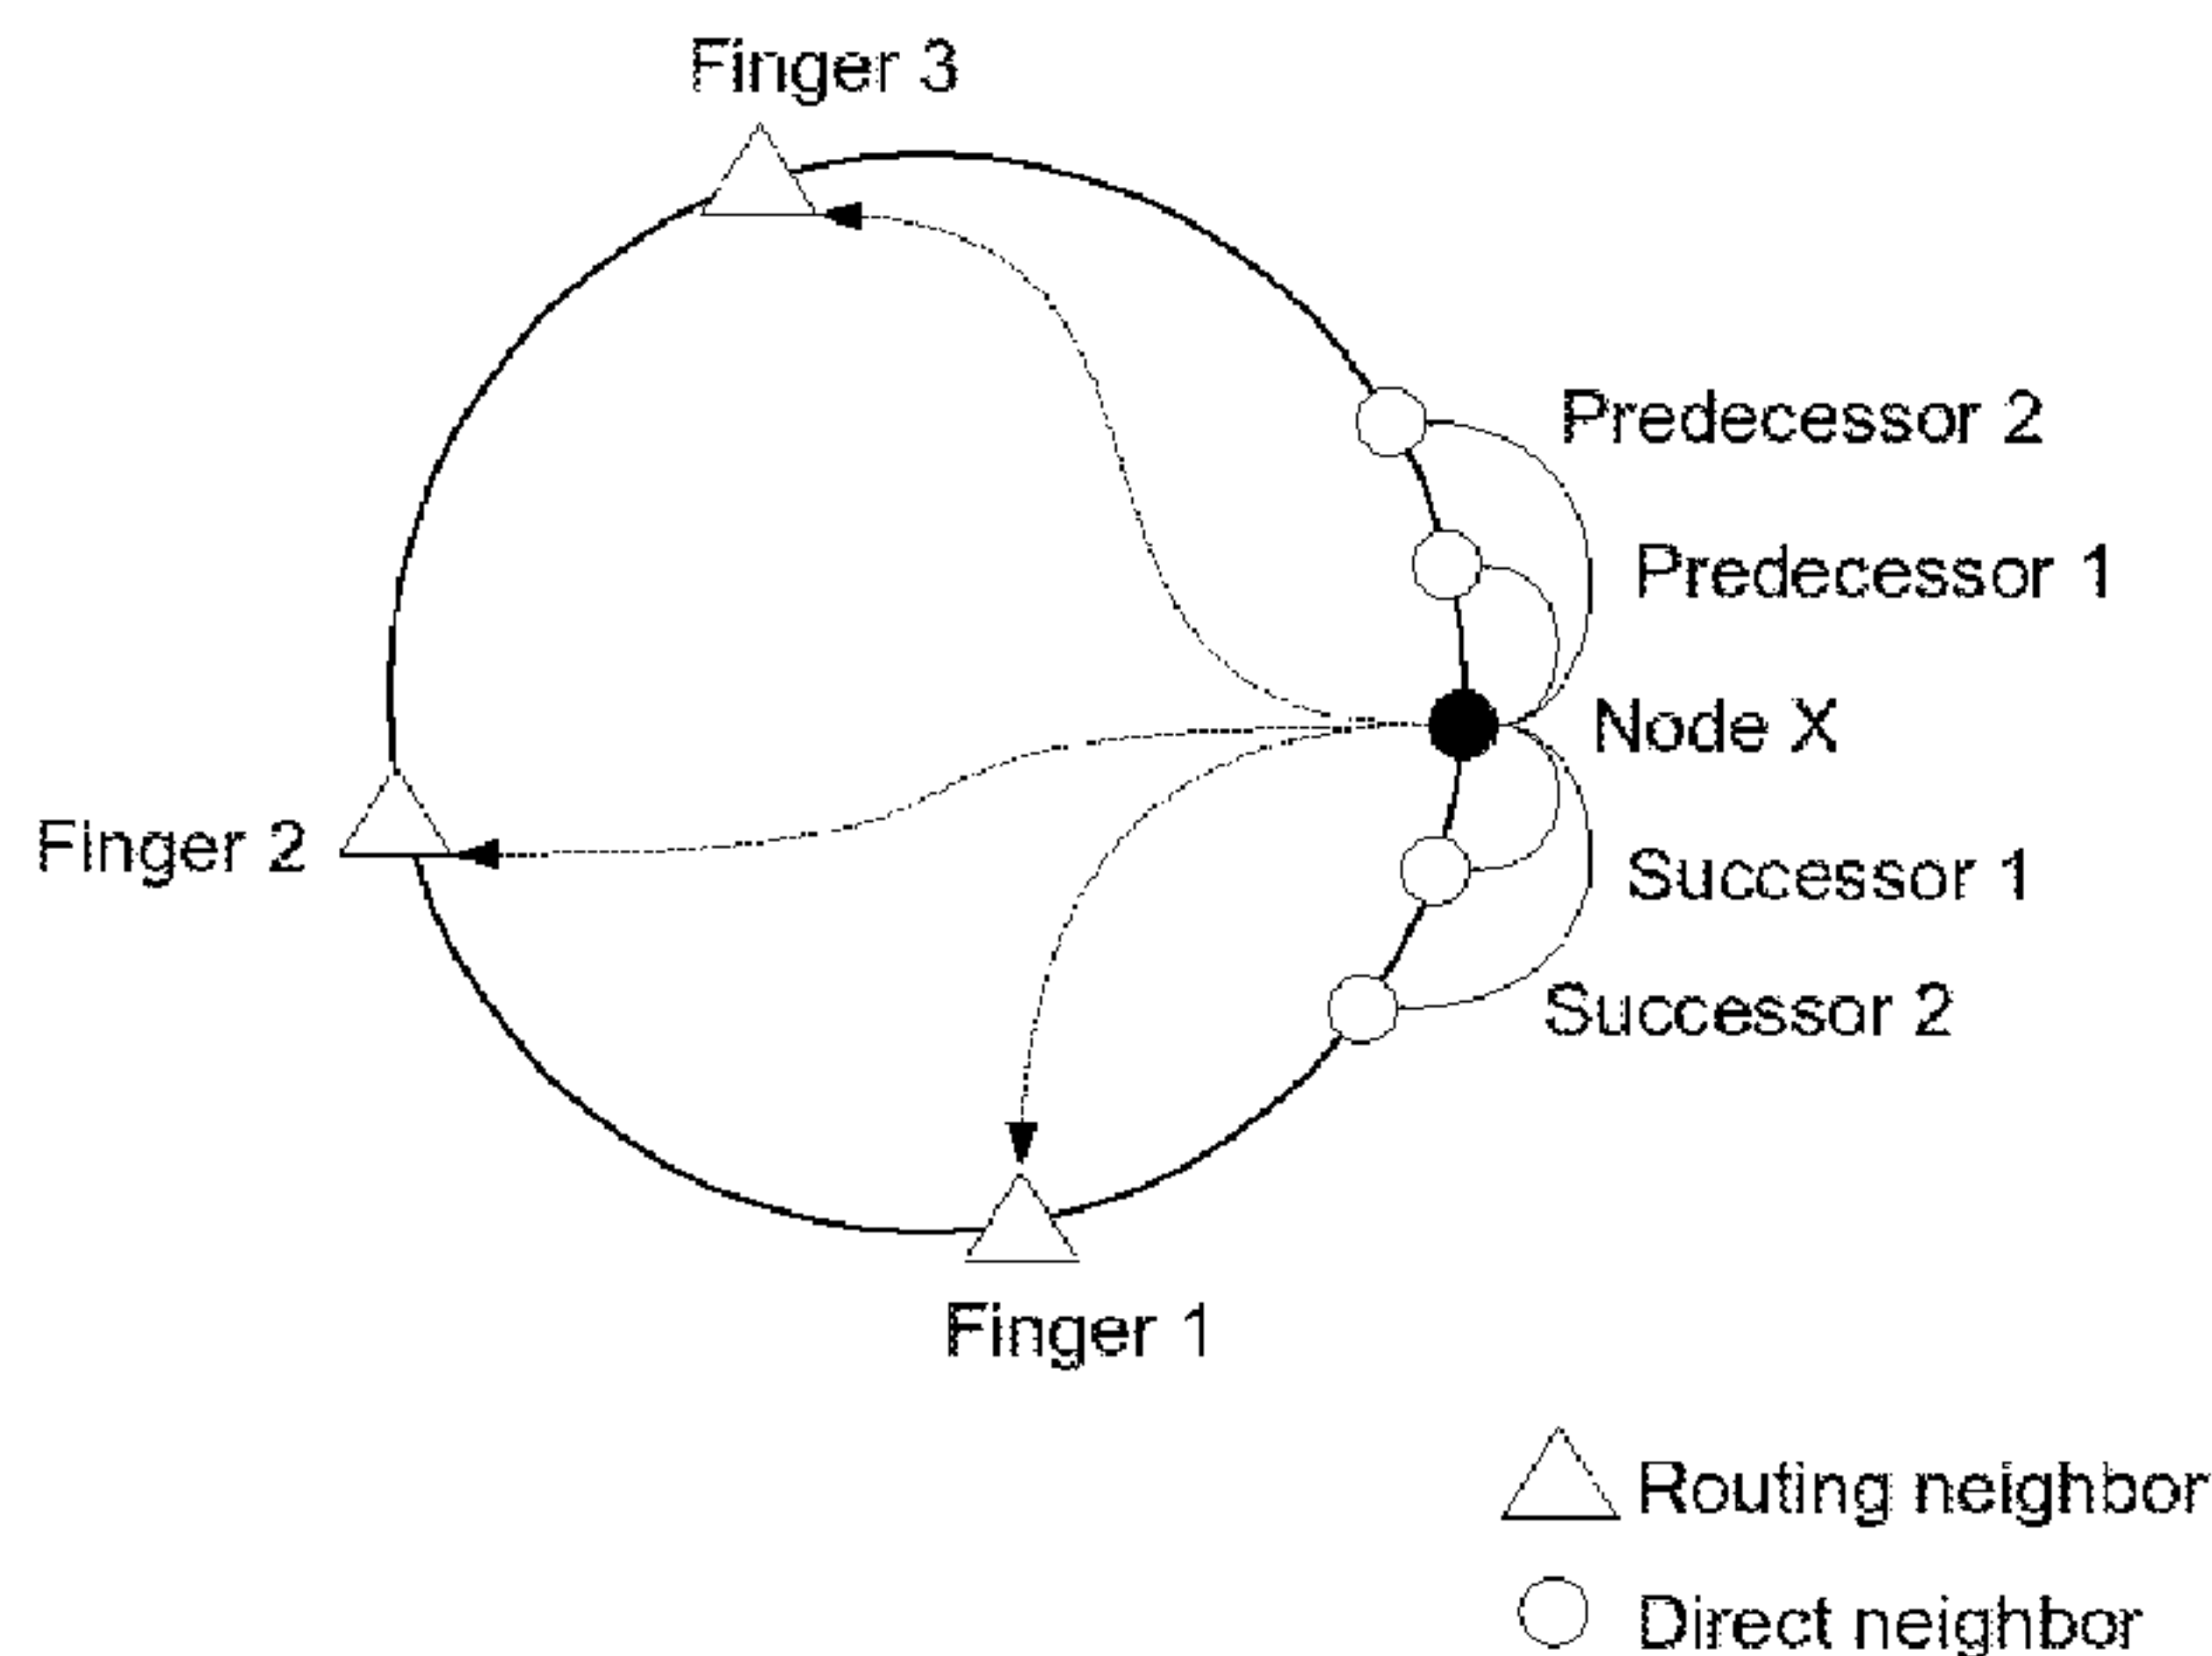 Finger 3
Predecessor 2
Predecessor 1
Node X
Finger 2
Successor 1
Successor 2
Finger 1
Routing neighbor
Direct neighbor